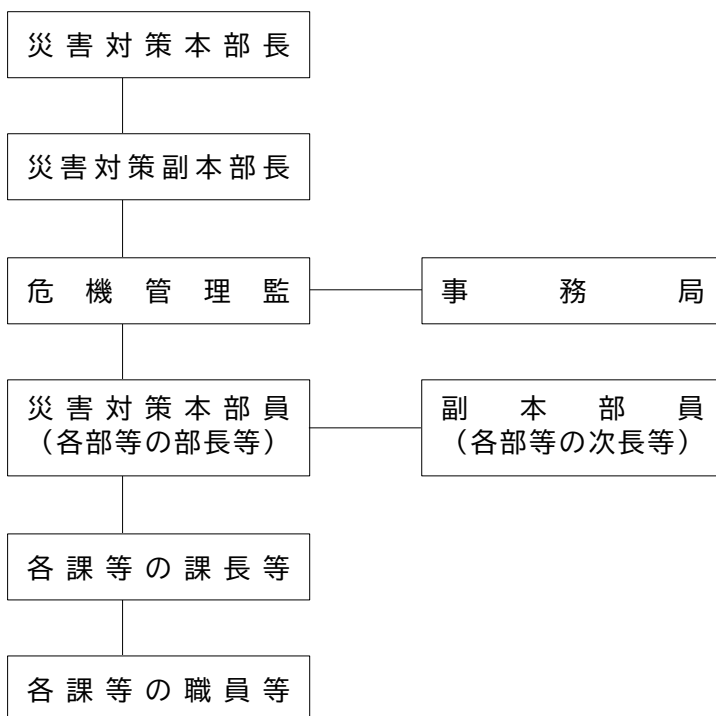 災害対策本部長
災害対策副本部長
危機管理監
事務局
災害対策本部員
（各部等の部長等）
副本部員
（各部等の次長等）
各課等の課長等
各課等の職員等